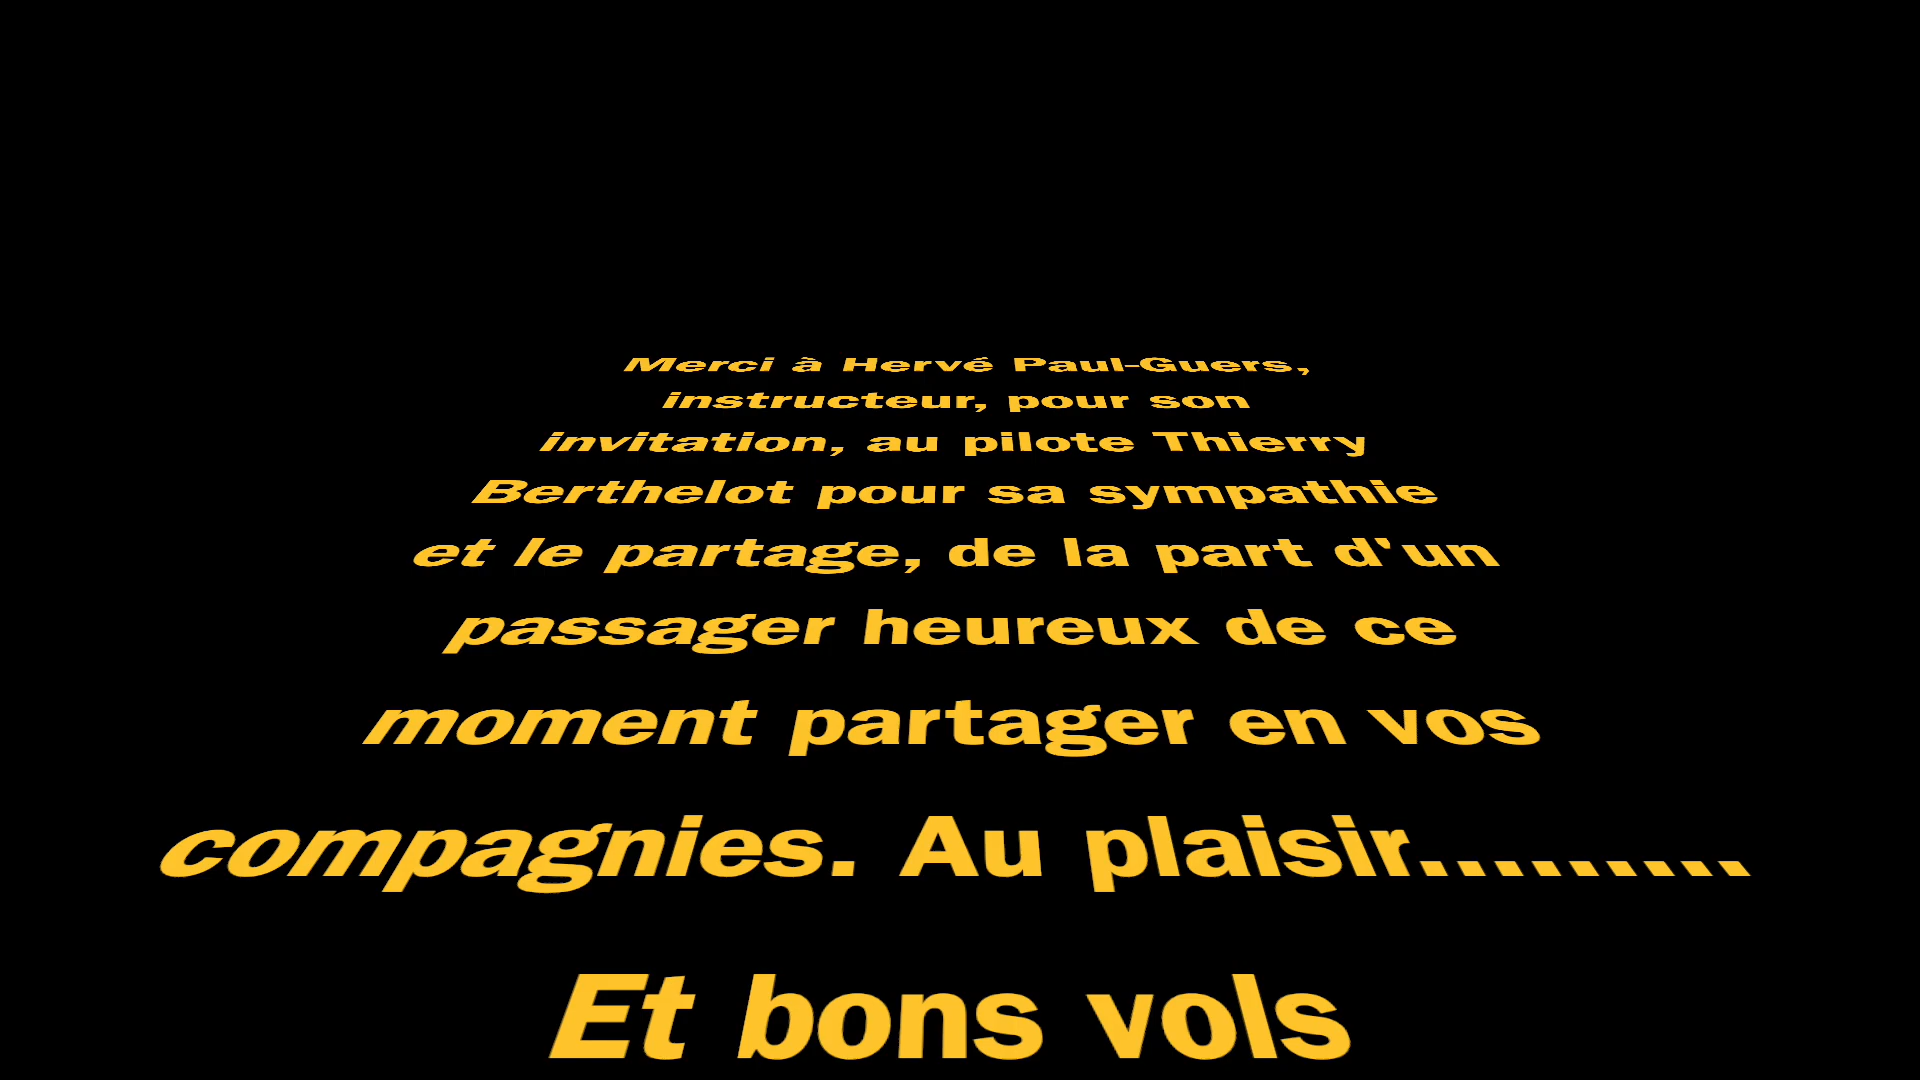 Merci à Hervé Paul-Guers,
instructeur, pour son
invitation, au pilote Thierry
Berthelot pour sa sympathie
et le partage, de la part d'un
passager heureux de ce
moment partager en vos
compagnies. Au plaisir.........
Et bons vols